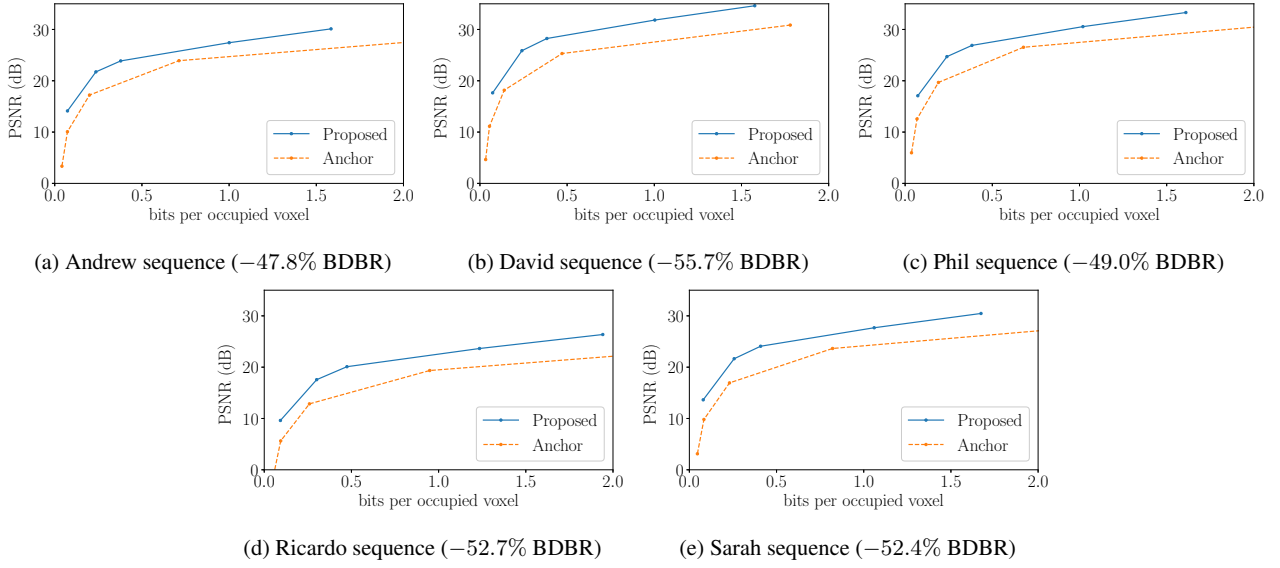 30
20
10
0
PSNR (dB)
Proposed
Anchor
0.0 0.5 1.0 1.5 2.0
bits per occupied voxel
(a) Andrew sequence (−47.8% BDBR)
30
20
10
0
PSNR (dB)
Proposed
Anchor
0.0 0.5 1.0 1.5 2.0
bits per occupied voxel
(b) David sequence (−55.7% BDBR)
30
20
10
0
PSNR (dB)
Proposed
Anchor
0.0 0.5 1.0 1.5 2.0
bits per occupied voxel
(c) Phil sequence (−49.0% BDBR)
30
20
10
0
PSNR (dB)
Proposed
Anchor
0.0 0.5 1.0 1.5 2.0
bits per occupied voxel
(d) Ricardo sequence (−52.7% BDBR)
30
20
10
0
PSNR (dB)
Proposed
Anchor
0.0 0.5 1.0 1.5 2.0
bits per occupied voxel
(e) Sarah sequence (−52.4% BDBR)